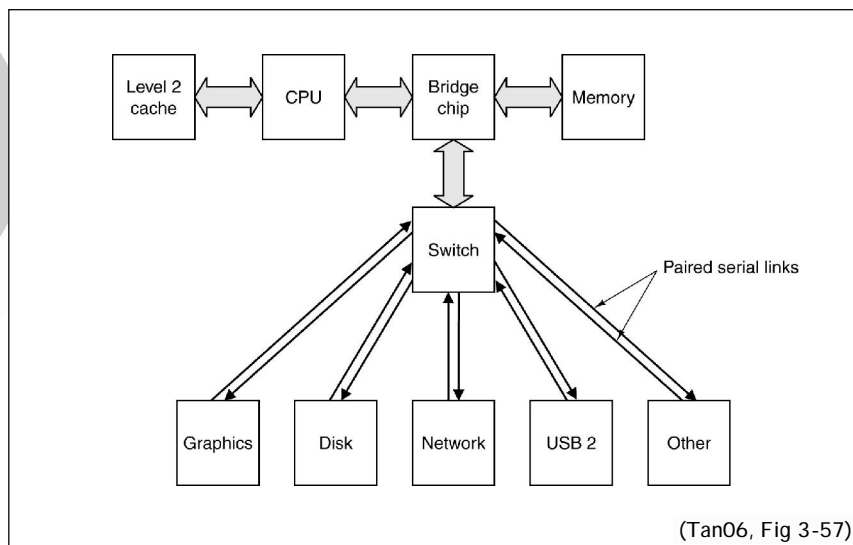 Level 2
cache
CPU
Bridge
chip
Memory
Switch
Paired serial links
Graphics
Disk
Network
USB 2
Other
(Tan06, Fig 3-57)